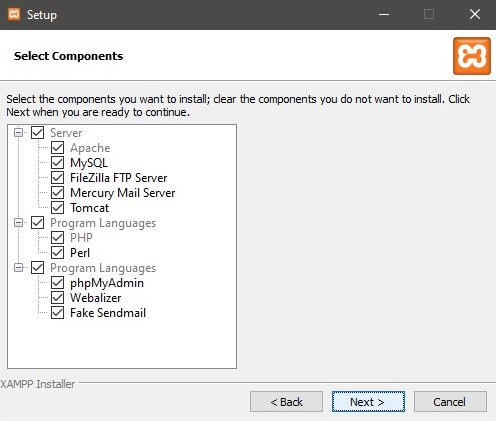 Setup
Select Components
Select the components you want to install; clear the components you do not want to install. Click
Next when you are ready to continue.
Server
Apache
MySQL
FileZilla FTP Server
Mercury Mail Server
Tomcat
Program Languages
PHP
Perl
Program Languages
phpMyAdmin
Webalizer
Fake Sendmail
XAMPP Installer
< Back
Next >
Cancel